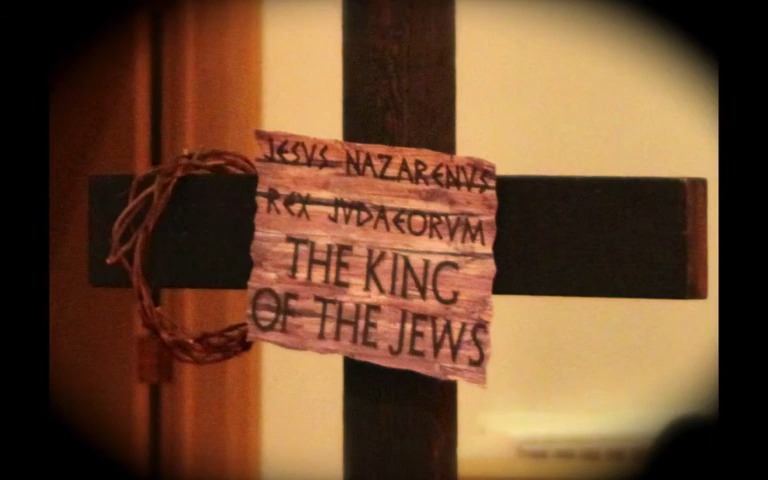 JESVS NAZARENVS
REX JVDAEORVM
THE KING
OF THE JEWS